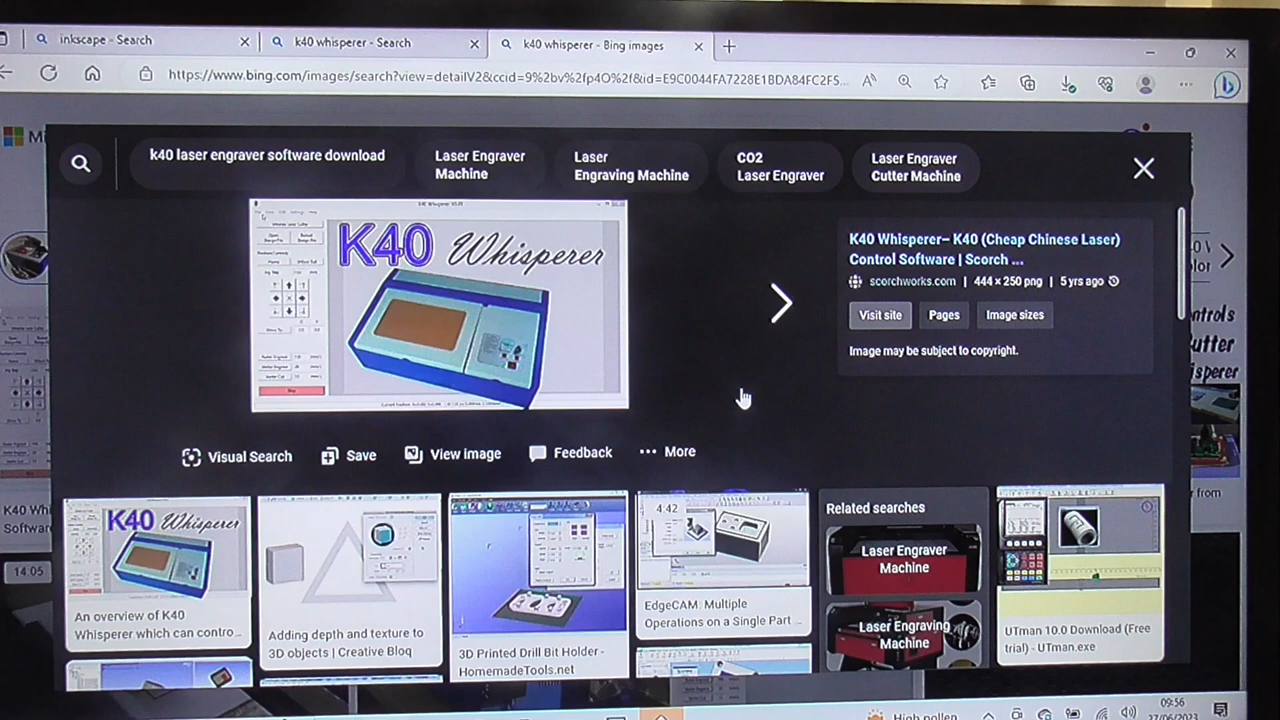 inkscape - Search
k40 whisperer - Search
k40 whisperer - Bing images
https://www.bing.com/images/search?view=detailV2&ccid=9%2bv%2fp4O%2f&id=E9C0044FA7228E1BDA84FC2F5...
k40 laser engraver software download
Laser Engraver
Machine
Laser
Engraving Machine
CO2
Laser Engraver
Laser Engraver
Cutter Machine
K40 Whisperer
K40 Whisperer– K40 (Cheap Chinese Laser)
Control Software | Scorch ...
scorchworks.com | 444 × 250 png | 5 yrs ago
Visit site
Pages
Image sizes
Image may be subject to copyright.
Visual Search
Save
View image
Feedback
More
K40 Whisperer
An overview of K40
Whisperer which can contro...
Adding depth and texture to
3D objects | Creative Bloq
3D Printed Drill Bit Holder -
HomemadeTools.net
4:42
EdgeCAM: Multiple
Operations on a Single Part ...
Related searches
Laser Engraver
Machine
Laser Engraving
Machine
UTman 10.0 Download (Free
trial) - UTman.exe
K40 Whi
Software
14:05
High pollen
09:56
27/06/2023